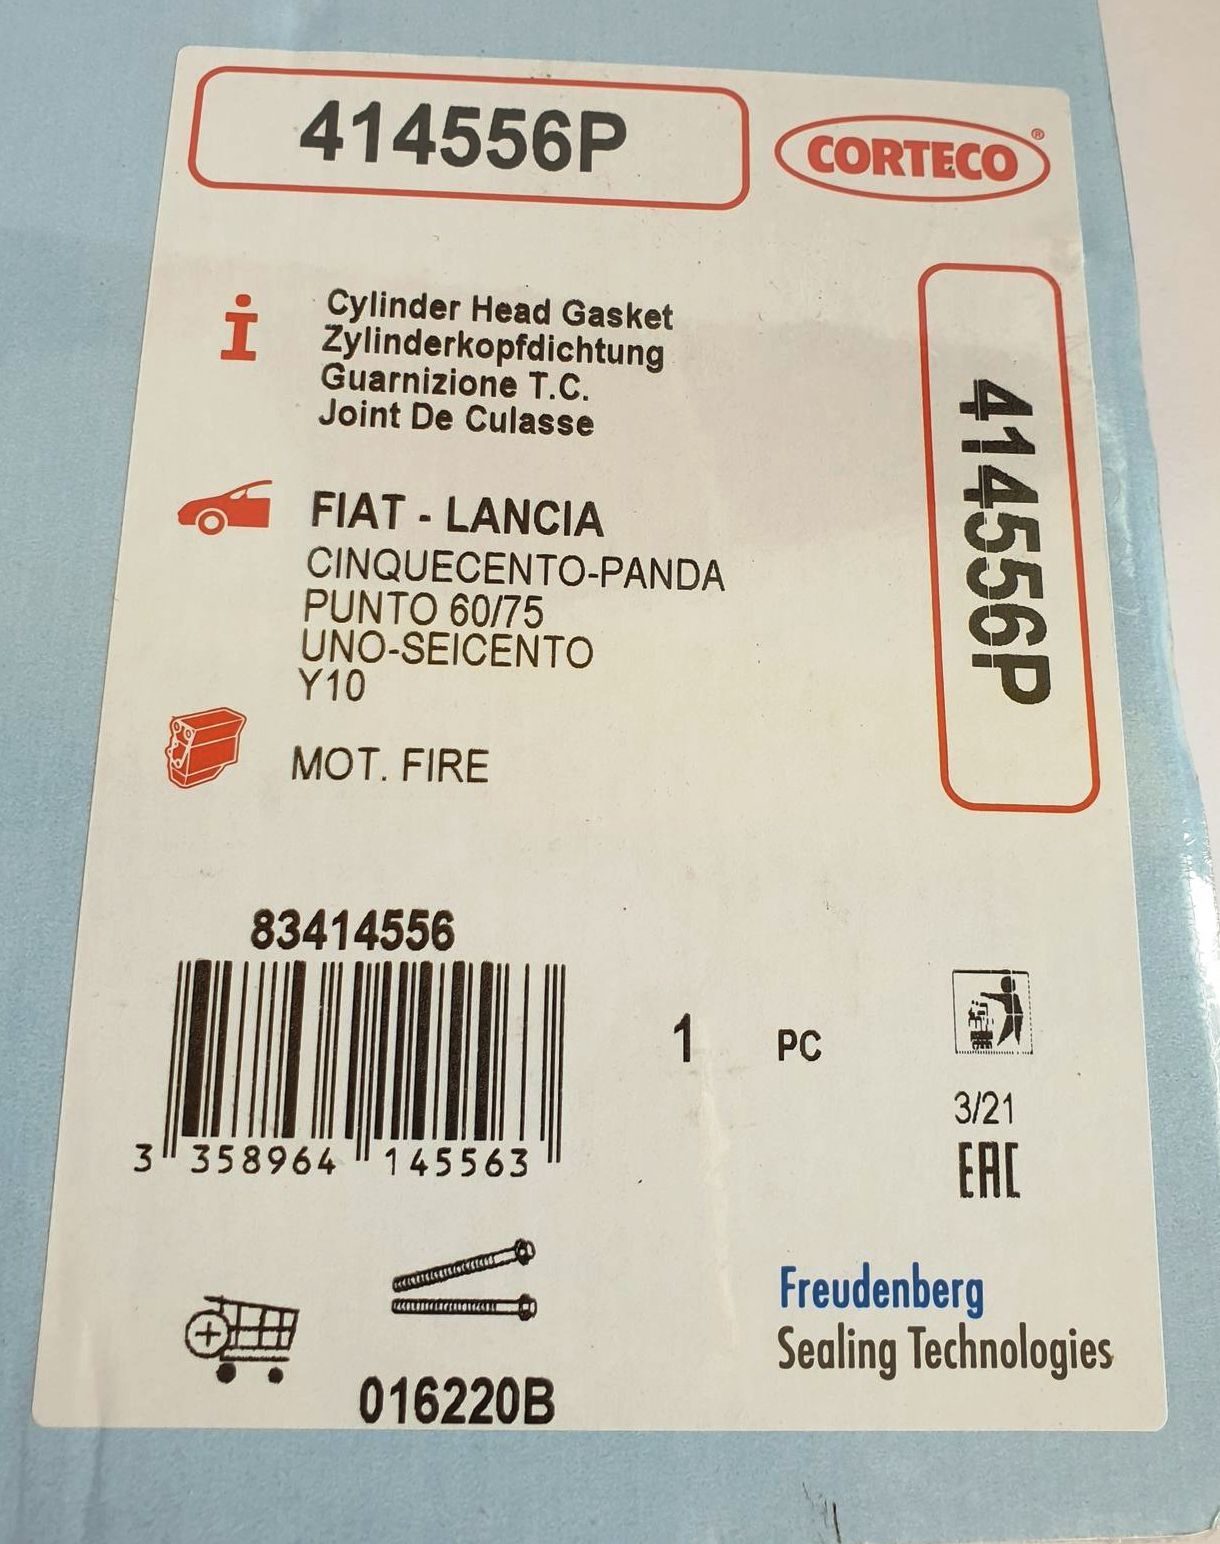 414556P
CORTECO®
Cylinder Head Gasket
Zylinderkopfdichtung
Guarnizione T.C.
Joint De Culasse
414556P
FIAT - LANCIA
CINQUECENTO-PANDA
PUNTO 60/75
UNO-SEICENTO
Y10
MOT. FIRE
83414556
3 358964 145563
1 PC
3/21
EAC
Freudenberg
Sealing Technologies
016220B